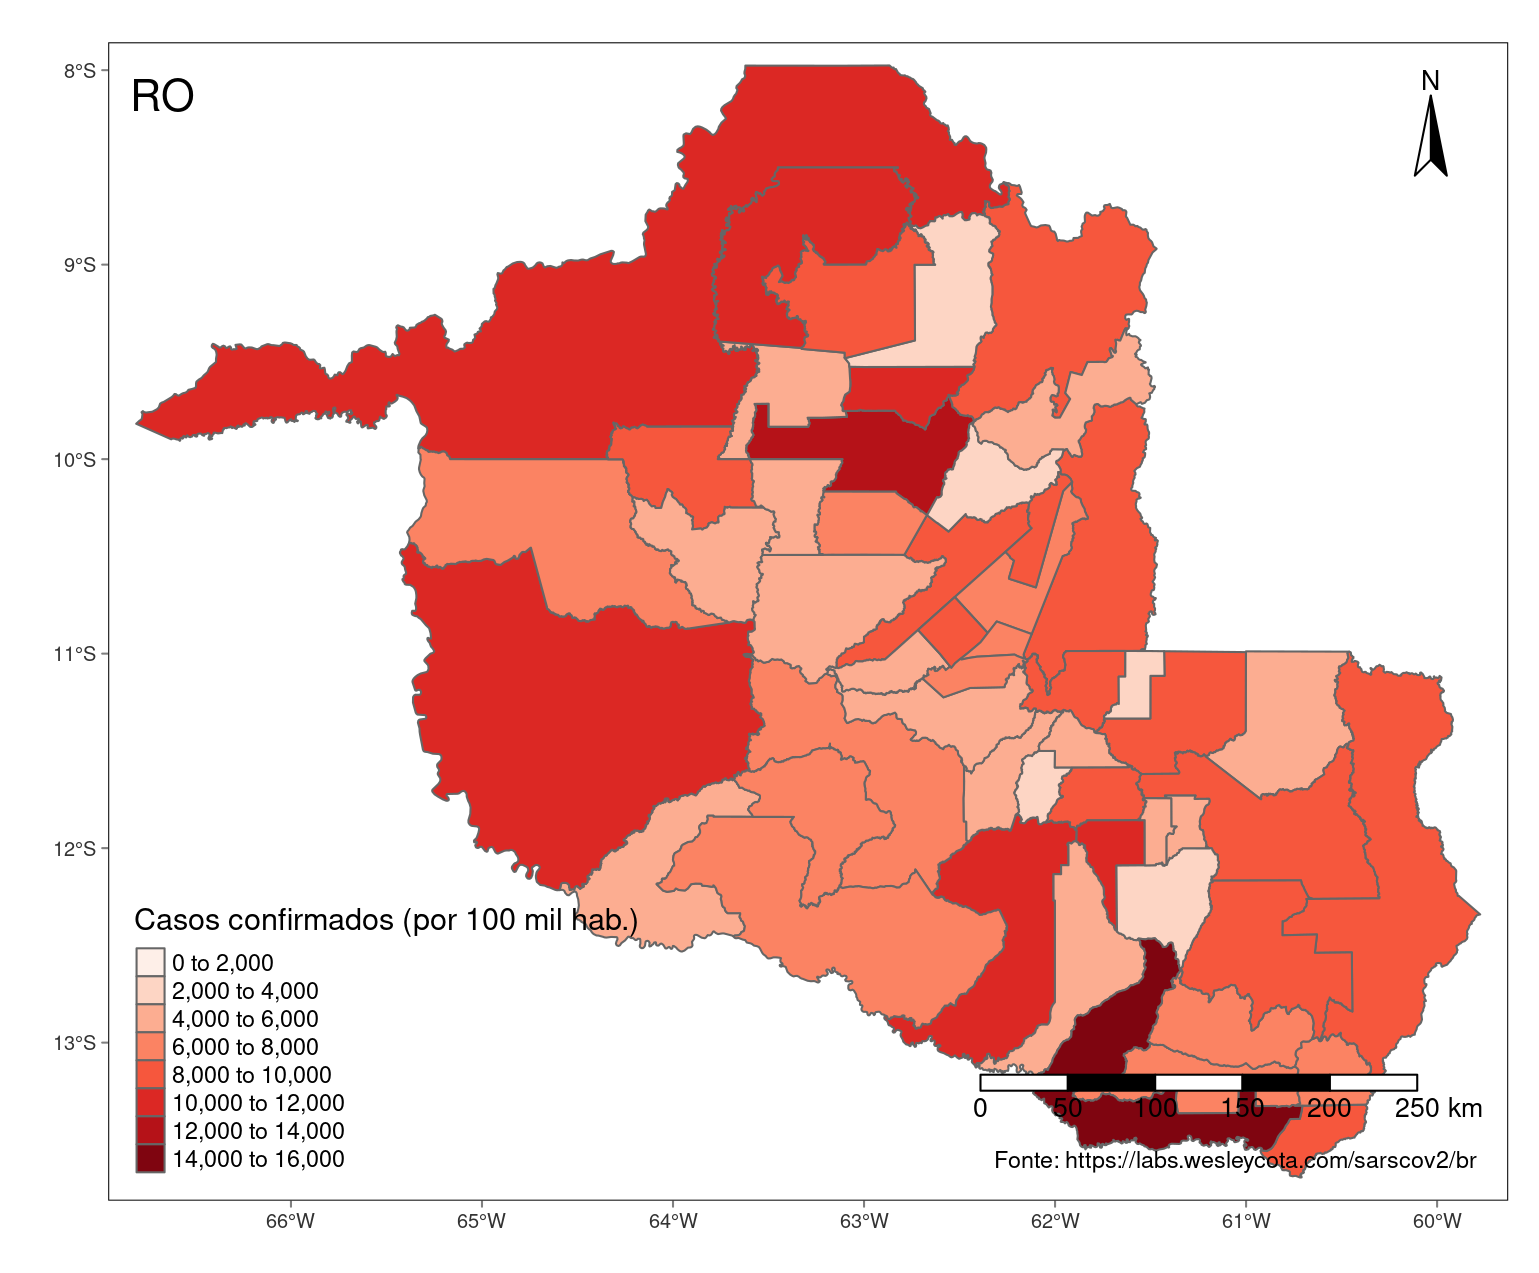 RO
N
8°S
9°S
10°S
11°S
12°S
13°S
Casos confirmados (por 100 mil hab.)
0 to 2,000
2,000 to 4,000
4,000 to 6,000
6,000 to 8,000
8,000 to 10,000
10,000 to 12,000
12,000 to 14,000
14,000 to 16,000
0 50 100 150 200 250 km
Fonte: https://labs.wesleycota.com/sarscov2/br
66°W 65°W 64°W 63°W 62°W 61°W 60°W